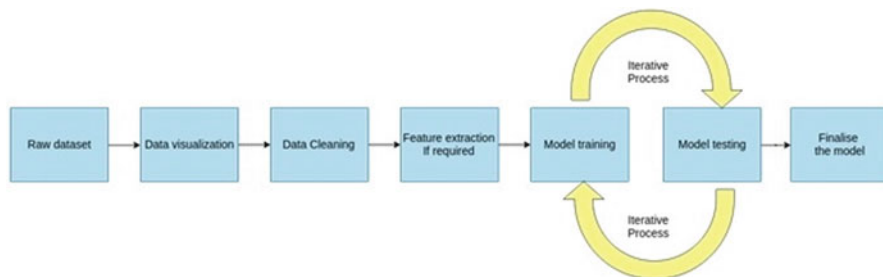 Iterative
Process
Raw dataset
Data visualization
Data Cleaning
Feature extraction
If required
Model training
Model testing
Finalise
the model
Iterative
Process